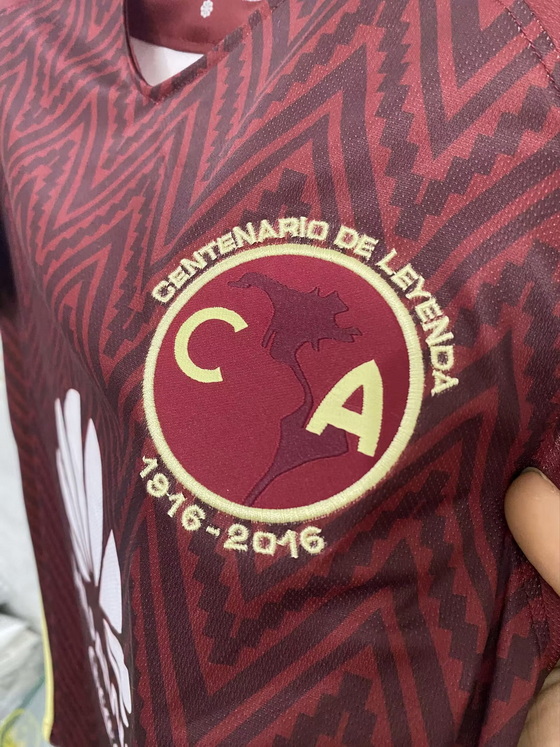 CENTENARIO DE LEYENDA
C A
1916-2016